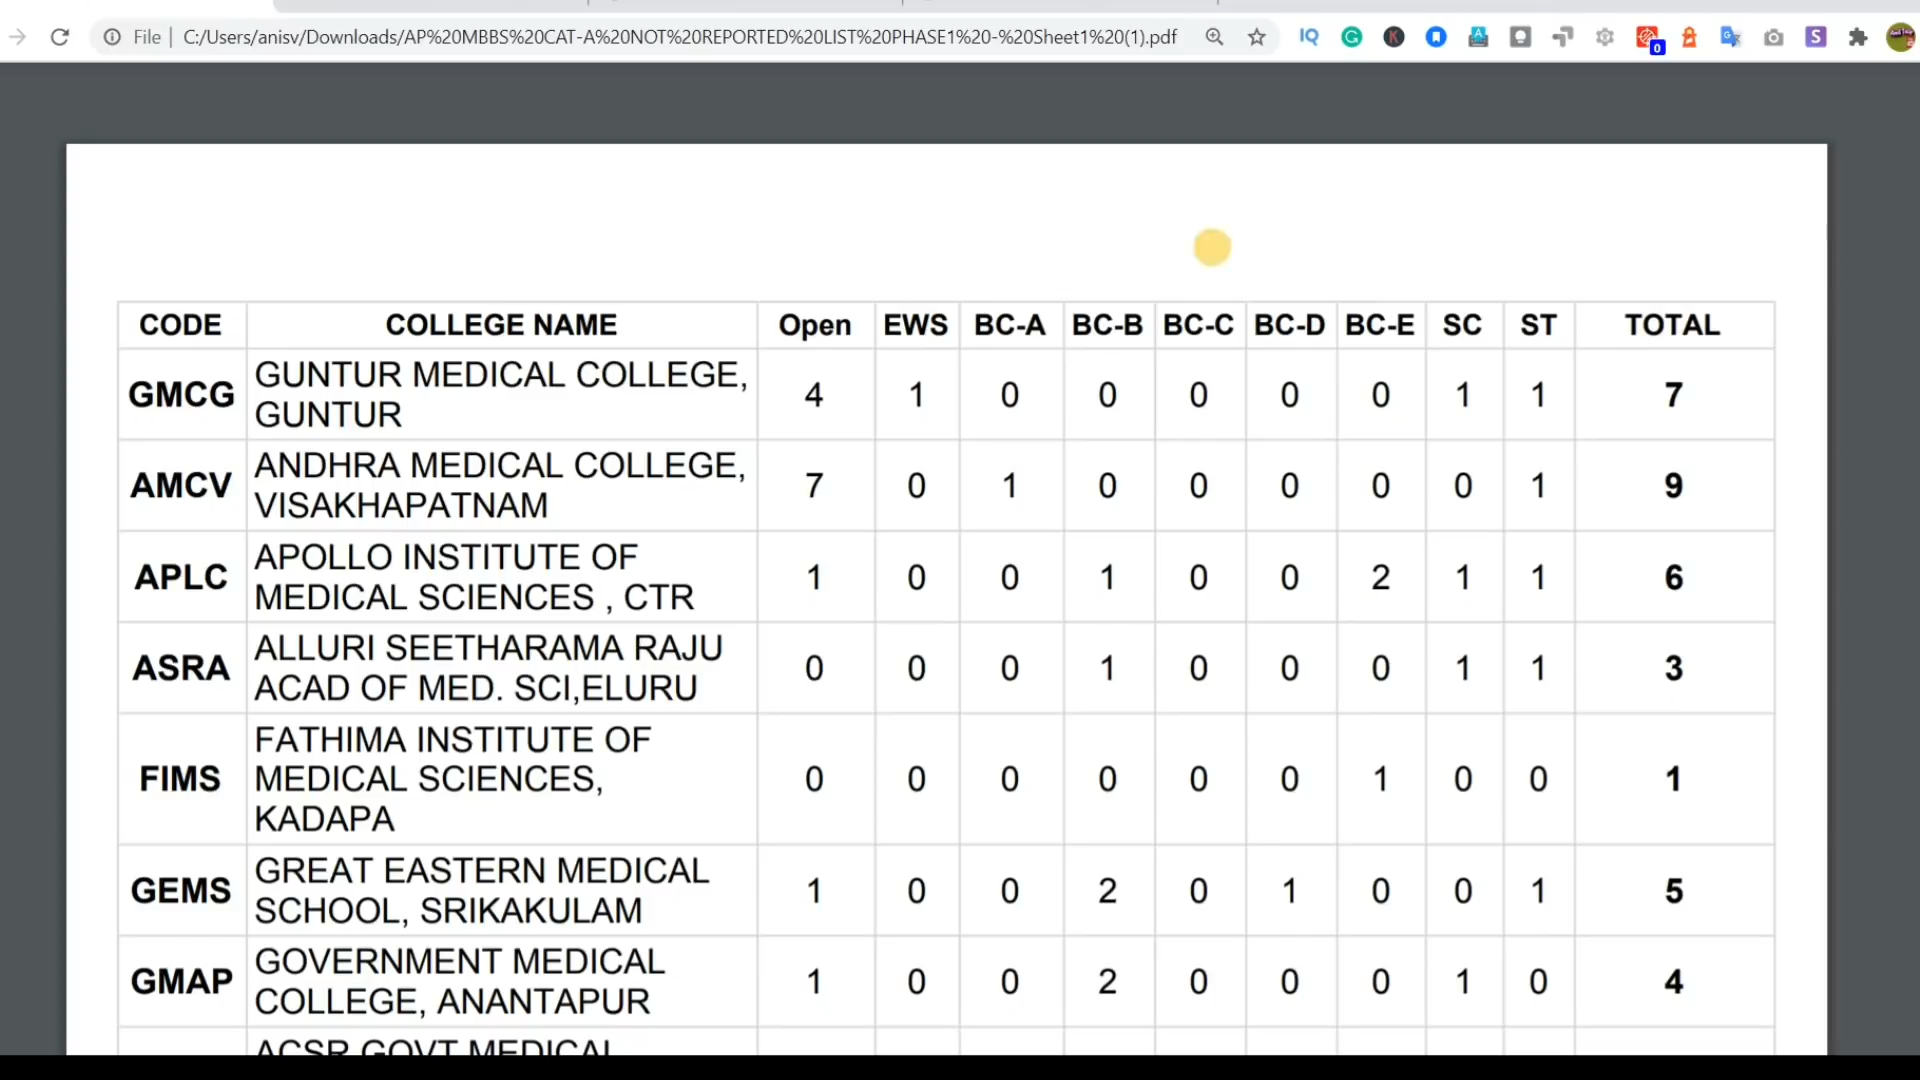 File | C:/Users/anisv/Downloads/AP%20MBBS%20CAT-A%20NOT%20REPORTED%20LIST%20PHASE1%20-%20Sheet1%20(1).pdf
CODE COLLEGE NAME Open EWS BC-A BC-B BC-C BC-D BC-E SC ST TOTAL
GMCG GUNTUR MEDICAL COLLEGE, GUNTUR 4 1 0 0 0 0 0 1 1 7
AMCV ANDHRA MEDICAL COLLEGE, VISAKHAPATNAM 7 0 1 0 0 0 0 0 1 9
APLC APOLLO INSTITUTE OF MEDICAL SCIENCES , CTR 1 0 0 1 0 0 2 1 1 6
ASRA ALLURI SEETHARAMA RAJU ACAD OF MED. SCI,ELURU 0 0 0 1 0 0 0 1 1 3
FIMS FATHIMA INSTITUTE OF MEDICAL SCIENCES, KADAPA 0 0 0 0 0 0 1 0 0 1
GEMS GREAT EASTERN MEDICAL SCHOOL, SRIKAKULAM 1 0 0 2 0 1 0 0 1 5
GMAP GOVERNMENT MEDICAL COLLEGE, ANANTAPUR 1 0 0 2 0 0 0 1 0 4
ACSR GOVT MEDICAL